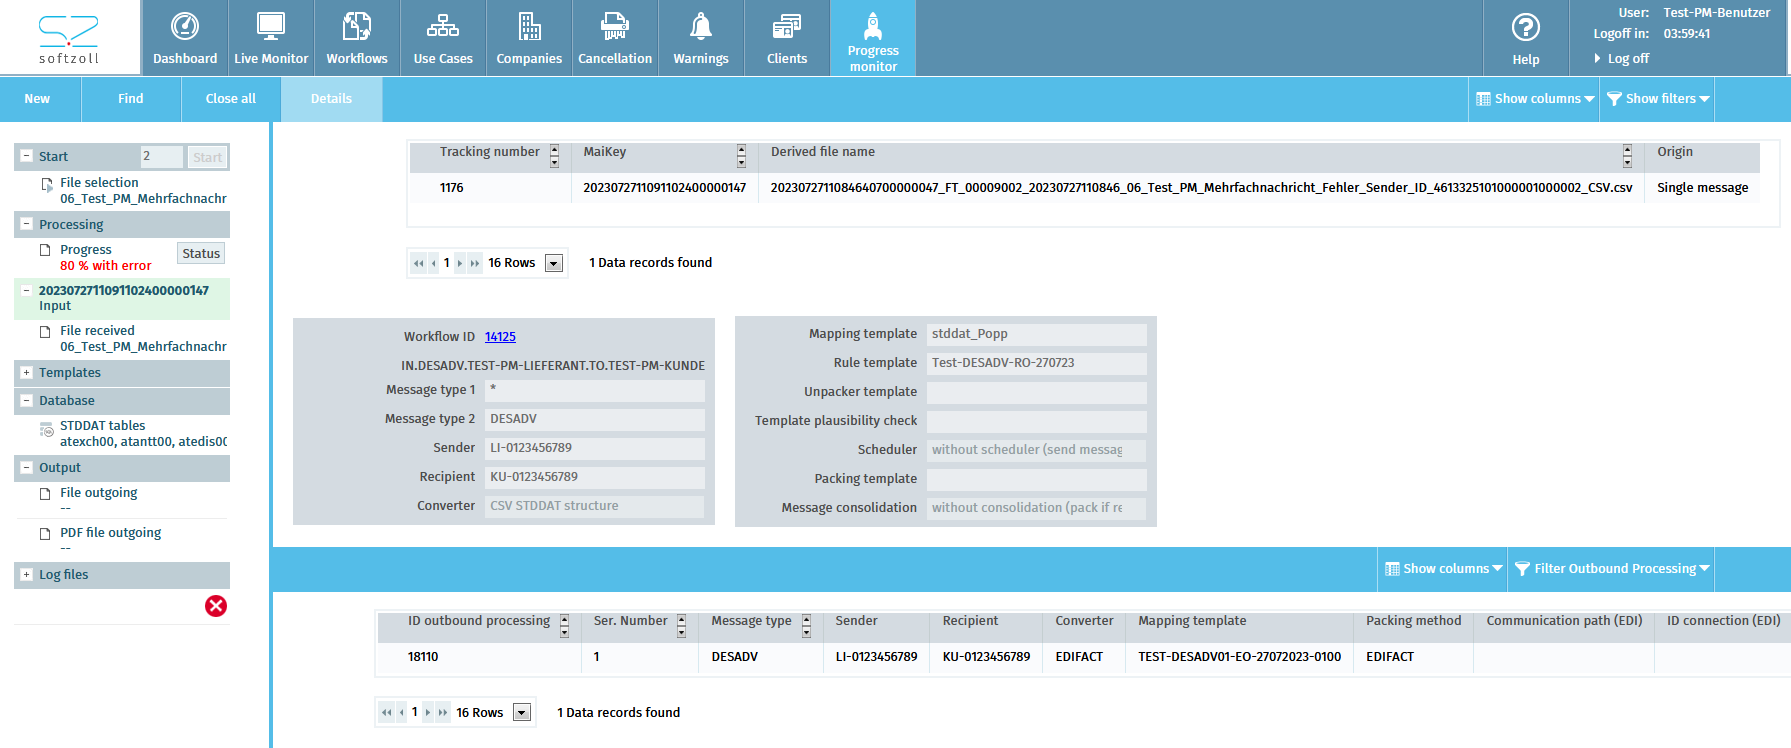 softzoll
Dashboard
Live Monitor
Workflows
Use Cases
Companies
Cancellation
Warnings
Clients
Progress
monitor
Help
User: Test-PM-Benutzer
Logoff in: 03:59:41
Log off
New
Find
Close all
Details
Show columns
Show filters
Start 2 Start
File selection
06_Test_PM_Mehrfachnachr
Processing
Progress
80 % with error
Status
2023072711091102400000147
Input
File received
06_Test_PM_Mehrfachnachr
Templates
Database
STDDAT tables
atexch00, atantt00, atedis00
Output
File outgoing
--
PDF file outgoing
--
Log files
Tracking number MaiKey Derived file name Origin
1176 2023072711091102400000147 2023072711084640700000047_FT_00009002_20230727110846_06_Test_PM_Mehrfachnachricht_Fehler_Sender_ID_4613325101000001000002_CSV.csv Single message
1 16 Rows 1 Data records found
Workflow ID 14125
IN.DESADV.TEST-PM-LIEFERANT.TO.TEST-PM-KUNDE
Message type 1 *
Message type 2 DESADV
Sender LI-0123456789
Recipient KU-0123456789
Converter CSV STDDAT structure
Mapping template stddat_Popp
Rule template Test-DESADV-RO-270723
Unpacker template
Template plausibility check
Scheduler without scheduler (send messag
Packing template
Message consolidation without consolidation (pack if re
Show columns
Filter Outbound Processing
ID outbound processing Ser. Number Message type Sender Recipient Converter Mapping template Packing method Communication path (EDI) ID connection (EDI)
18110 1 DESADV LI-0123456789 KU-0123456789 EDIFACT TEST-DESADV01-EO-27072023-0100 EDIFACT
1 16 Rows 1 Data records found